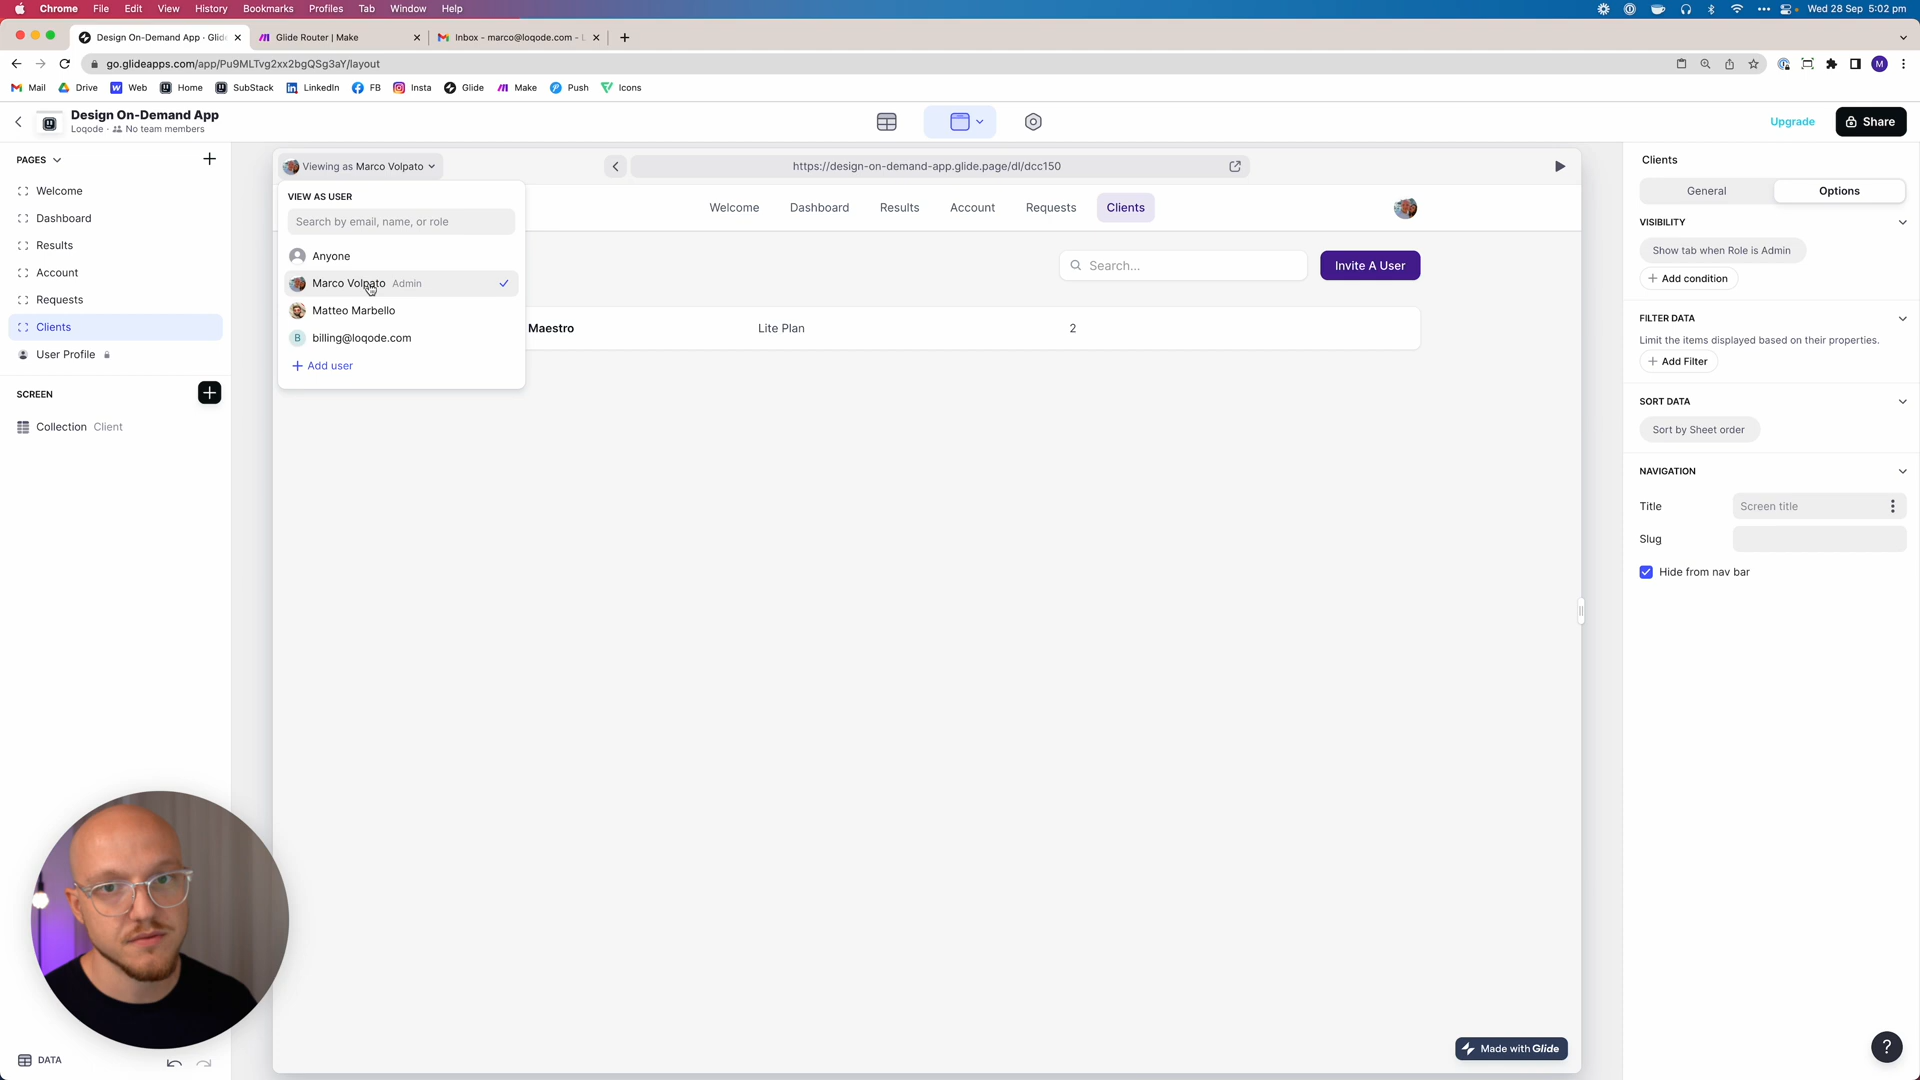 Chrome File Edit View History Bookmarks Profiles Tab Window Help
Wed 28 Sep 5:02 pm
Design On-Demand App · Glid
Glide Router | Make
Inbox - marco@loqode.com - L
go.glideapps.com/app/Pu9MLTvg2xx2bgQSg3aY/layout
M
Mail Drive Web Home SubStack LinkedIn FB Insta Glide Make Push Icons
Design On-Demand App
Loqode · No team members
Upgrade
Share
PAGES
Welcome
Dashboard
Results
Account
Requests
Clients
User Profile
SCREEN
Collection Client
DATA
Viewing as Marco Volpato
https://design-on-demand-app.glide.page/dl/dcc150
VIEW AS USER
Search by email, name, or role
Anyone
Marco Volpato Admin
Matteo Marbello
B billing@loqode.com
Add user
Welcome Dashboard Results Account Requests Clients
Search...
Invite A User
Maestro Lite Plan 2
Made with Glide
Clients
General Options
VISIBILITY
Show tab when Role is Admin
Add condition
FILTER DATA
Limit the items displayed based on their properties.
Add Filter
SORT DATA
Sort by Sheet order
NAVIGATION
Title Screen title
Slug
Hide from nav bar
?